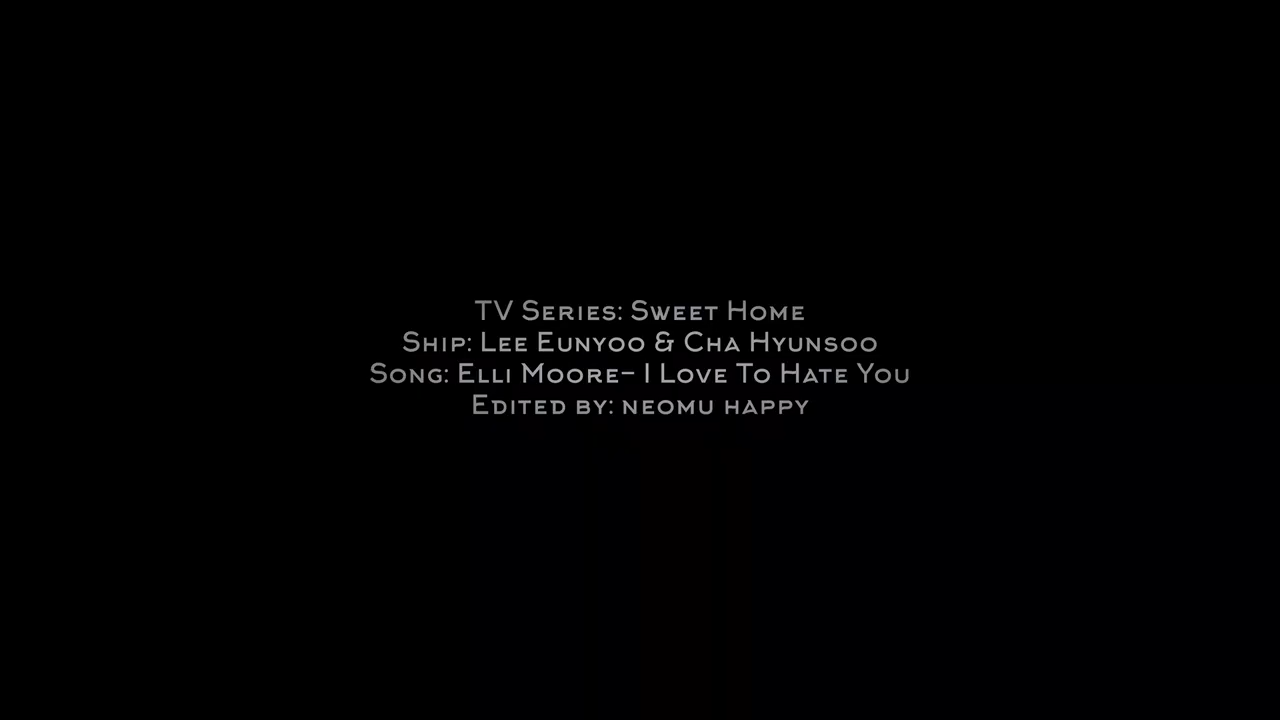 TV Series: Sweet Home
Ship: Lee Eunyoo & Cha Hyunsoo
Song: Elli Moore- I Love To Hate You
Edited by: neomu happy